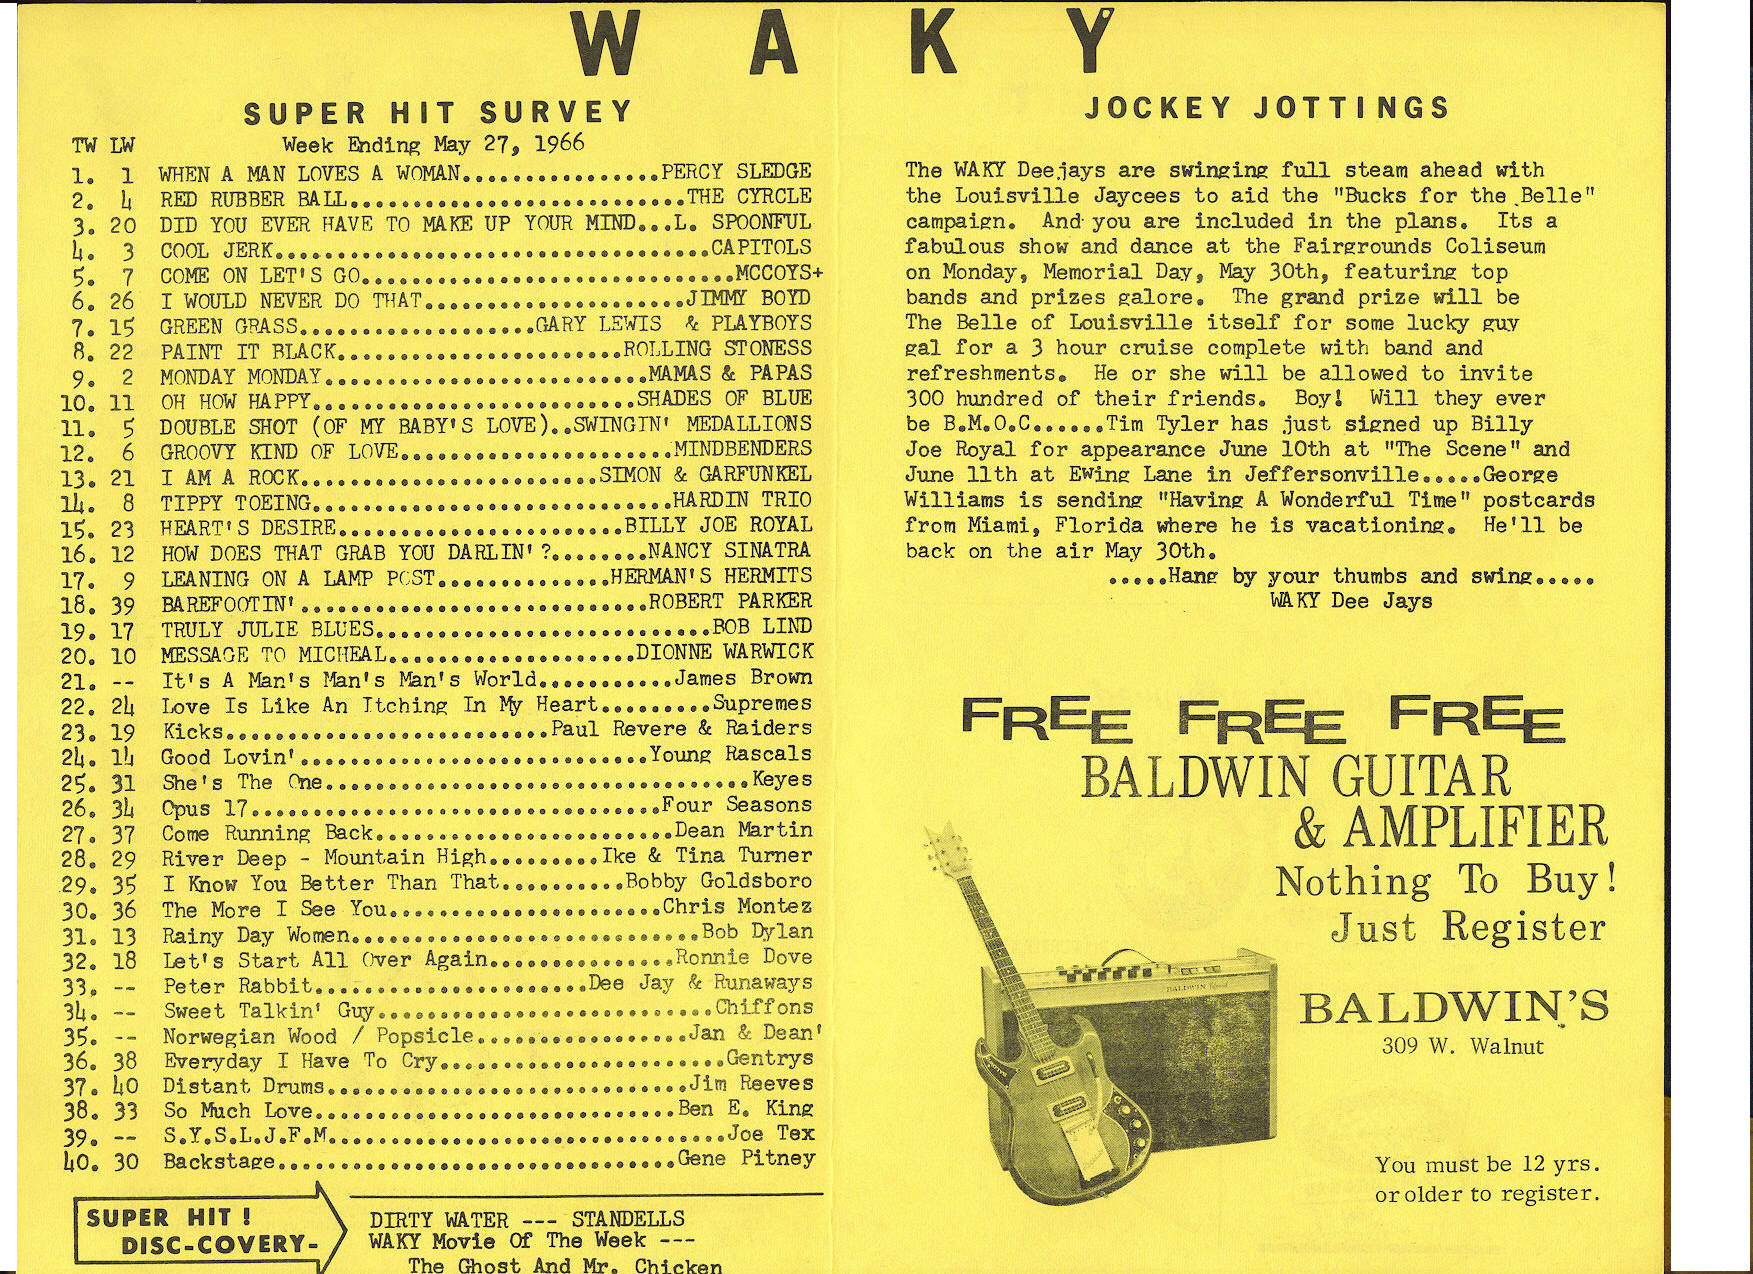 W A K Y
SUPER HIT SURVEY
TW LW Week Ending May 27, 1966
1. 1 WHEN A MAN LOVES A WOMAN................PERCY SLEDGE
2. 4 RED RUBBER BALL...........................THE CYRCLE
3. 20 DID YOU EVER HAVE TO MAKE UP YOUR MIND...L. SPOONFUL
4. 3 COOL JERK...................................CAPITOLS
5. 7 COME ON LET'S GO..............................MCCOYS+
6. 26 I WOULD NEVER DO THAT.....................JIMMY BOYD
7. 15 GREEN GRASS...................GARY LEWIS & PLAYBOYS
8. 22 PAINT IT BLACK.......................ROLLING STONESS
9. 2 MONDAY MONDAY..........................MAMAS & PAPAS
10. 11 OH HOW HAPPY..........................SHADES OF BLUE
11. 5 DOUBLE SHOT (OF MY BABY'S LOVE)..SWINGIN' MEDALLIONS
12. 6 GROOVY KIND OF LOVE......................MINDBENDERS
13. 21 I AM A ROCK........................SIMON & GARFUNKEL
14. 8 TIPPY TOEING.............................HARDIN TRIO
15. 23 HEART'S DESIRE.......................BILLY JOE ROYAL
16. 12 HOW DOES THAT GRAB YOU DARLIN'?........NANCY SINATRA
17. 9 LEANING ON A LAMP POST..............HERMAN'S HERMITS
18. 39 BAREFOOTIN'............................ROBERT PARKER
19. 17 TRULY JULIE BLUES...........................BOB LIND
20. 10 MESSAGE TO MICHEAL....................DIONNE WARWICK
21. -- It's A Man's Man's Man's World...........James Brown
22. 24 Love Is Like An Itching In My Heart.........Supremes
23. 19 Kicks..........................Paul Revere & Raiders
24. 14 Good Lovin'............................Young Rascals
25. 31 She's The One..................................Keyes
26. 34 Opus 17.................................Four Seasons
27. 37 Come Running Back........................Dean Martin
28. 29 River Deep - Mountain High.........Ike & Tina Turner
29. 35 I Know You Better Than That..........Bobby Goldsboro
30. 36 The More I See You......................Chris Montez
31. 13 Rainy Day Women............................Bob Dylan
32. 18 Let's Start All Over Again...............Ronnie Dove
33. -- Peter Rabbit......................Dee Jay & Runaways
34. -- Sweet Talkin' Guy...........................Chiffons
35. -- Norwegian Wood / Popsicle.................Jan & Dean'
36. 38 Everyday I Have To Cry.......................Gentrys
37. 40 Distant Drums.............................Jim Reeves
38. 33 So Much Love.............................Ben E. King
39. -- S.Y.S.L.J.F.M................................Joe Tex
40. 30 Backstage................................Gene Pitney
SUPER HIT !
DISC-COVERY-
DIRTY WATER --- STANDELLS
WAKY Movie Of The Week ---
The Ghost And Mr. Chicken
JOCKEY JOTTINGS
The WAKY Deejays are swinging full steam ahead with
the Louisville Jaycees to aid the "Bucks for the Belle"
campaign. And you are included in the plans. Its a
fabulous show and dance at the Fairgrounds Coliseum
on Monday, Memorial Day, May 30th, featuring top
bands and prizes galore. The grand prize will be
The Belle of Louisville itself for some lucky guy
gal for a 3 hour cruise complete with band and
refreshments. He or she will be allowed to invite
300 hundred of their friends. Boy! Will they ever
be B.M.O.C.......Tim Tyler has just signed up Billy
Joe Royal for appearance June 10th at "The Scene" and
June 11th at Ewing Lane in Jeffersonville.....George
Williams is sending "Having A Wonderful Time" postcards
from Miami, Florida where he is vacationing. He'll be
back on the air May 30th.
.....Hang by your thumbs and swing.....
WAKY Dee Jays
FREE FREE FREE
BALDWIN GUITAR
& AMPLIFIER
Nothing To Buy!
Just Register
BALDWIN
BALDWIN'S
309 W. Walnut
You must be 12 yrs.
or older to register.